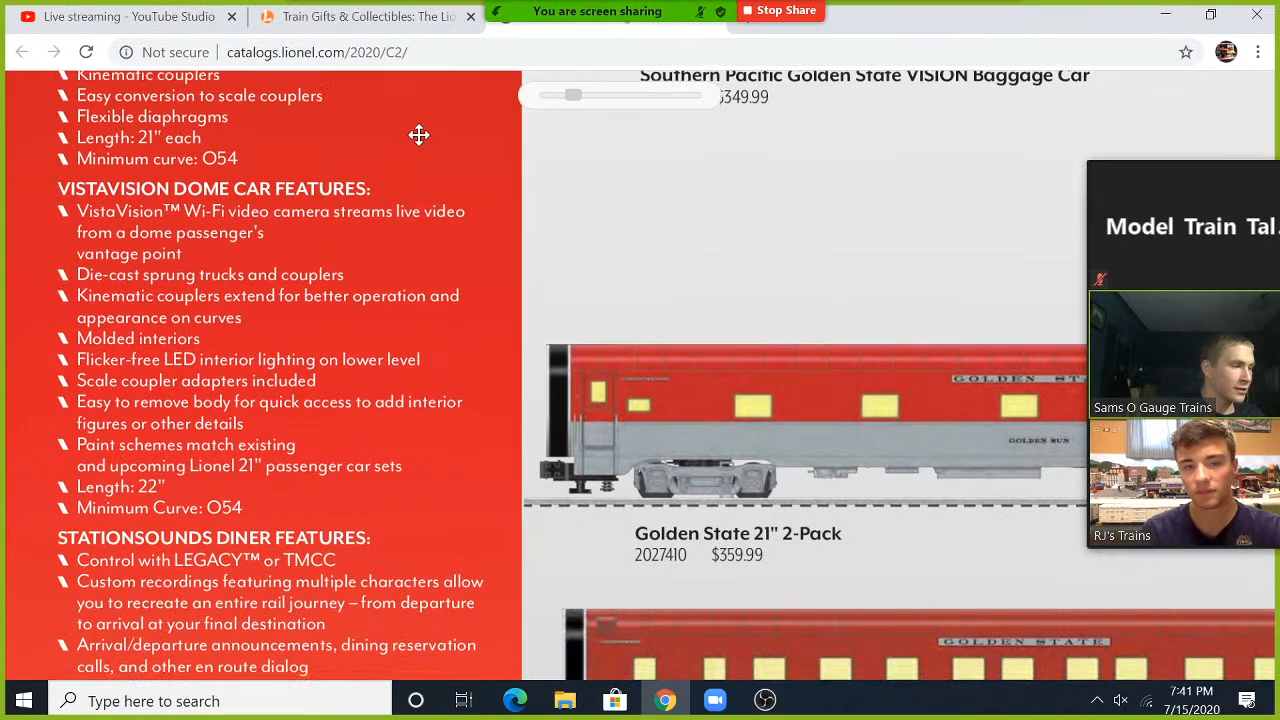 Live streaming - YouTube Studio
Train Gifts & Collectibles: The Lio
You are screen sharing
Stop Share
Not secure
catalogs.lionel.com/2020/C2/
Kinematic couplers
Easy conversion to scale couplers
Flexible diaphragms
Length: 21" each
Minimum curve: O54
VISTAVISION DOME CAR FEATURES:
VistaVision™ Wi-Fi video camera streams live video
from a dome passenger's
vantage point
Die-cast sprung trucks and couplers
Kinematic couplers extend for better operation and
appearance on curves
Molded interiors
Flicker-free LED interior lighting on lower level
Scale coupler adapters included
Easy to remove body for quick access to add interior
figures or other details
Paint schemes match existing
and upcoming Lionel 21" passenger car sets
Length: 22"
Minimum Curve: O54
STATIONSOUNDS DINER FEATURES:
Control with LEGACY™ or TMCC
Custom recordings featuring multiple characters allow
you to recreate an entire rail journey – from departure
to arrival at your final destination
Arrival/departure announcements, dining reservation
calls, and other en route dialog
Southern Pacific Golden State VISION Baggage Car
$349.99
GOLDEN STA
GOLDEN SUN
Golden State 21" 2-Pack
2027410 $359.99
GOLDEN STATE
Model Train Tal...
Sams O Gauge Trains
RJ's Trains
Type here to search
7:41 PM
7/15/2020